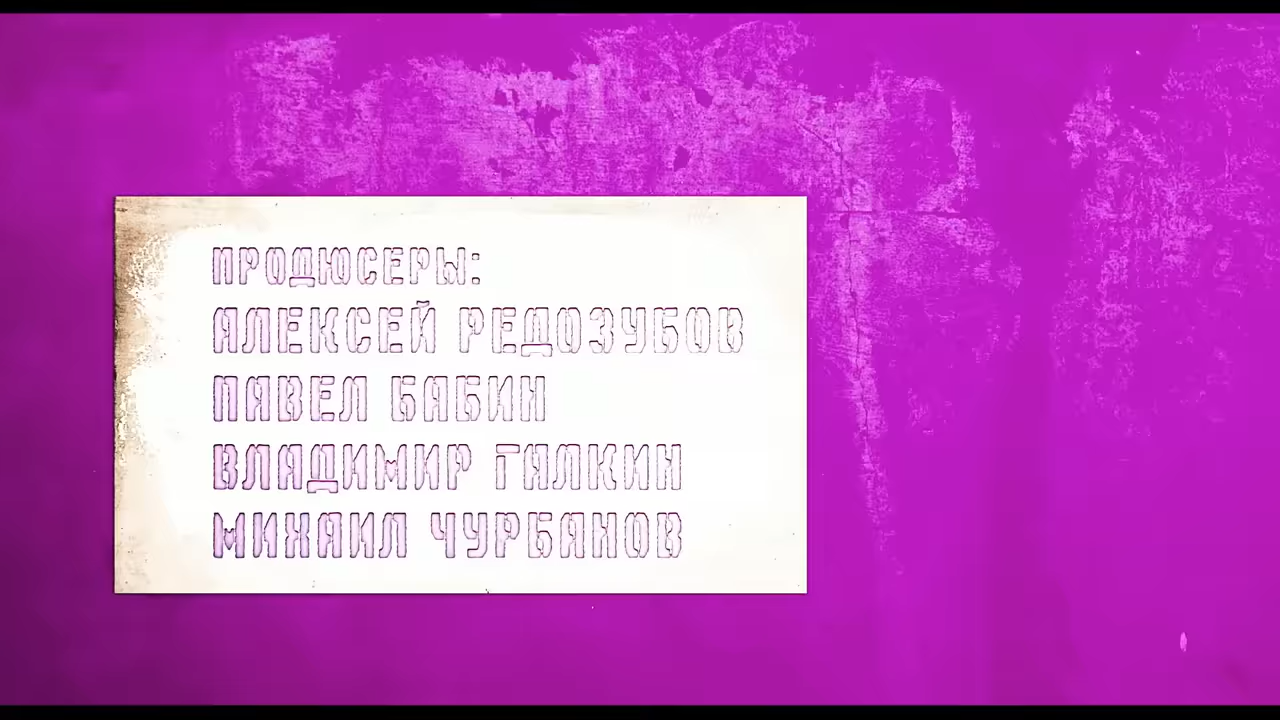 ПРОДЮСЕРЫ:
АЛЕКСЕЙ РЕДОЗУБОВ
ПАВЕЛ БАБИН
ВЛАДИМИР ГАЛКИН
МИХАИЛ ЧУРБАНОВ